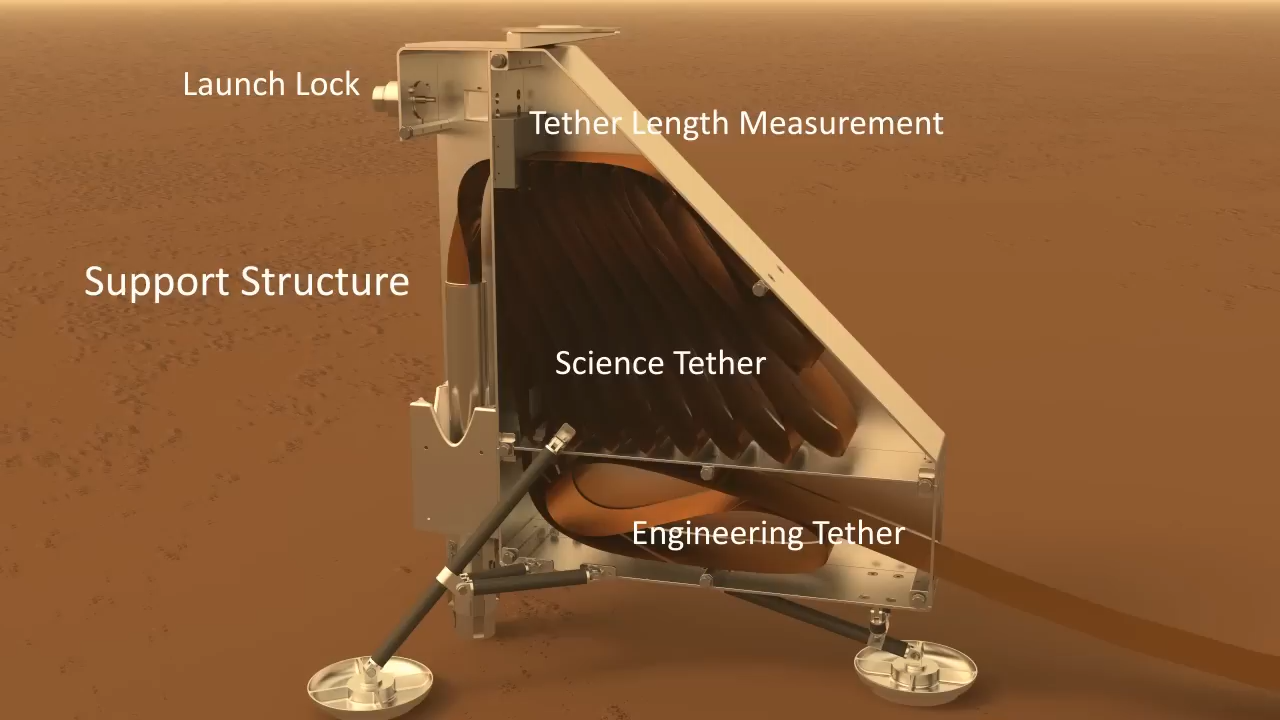 Launch Lock
Tether Length Measurement
Support Structure
Science Tether
Engineering Tether